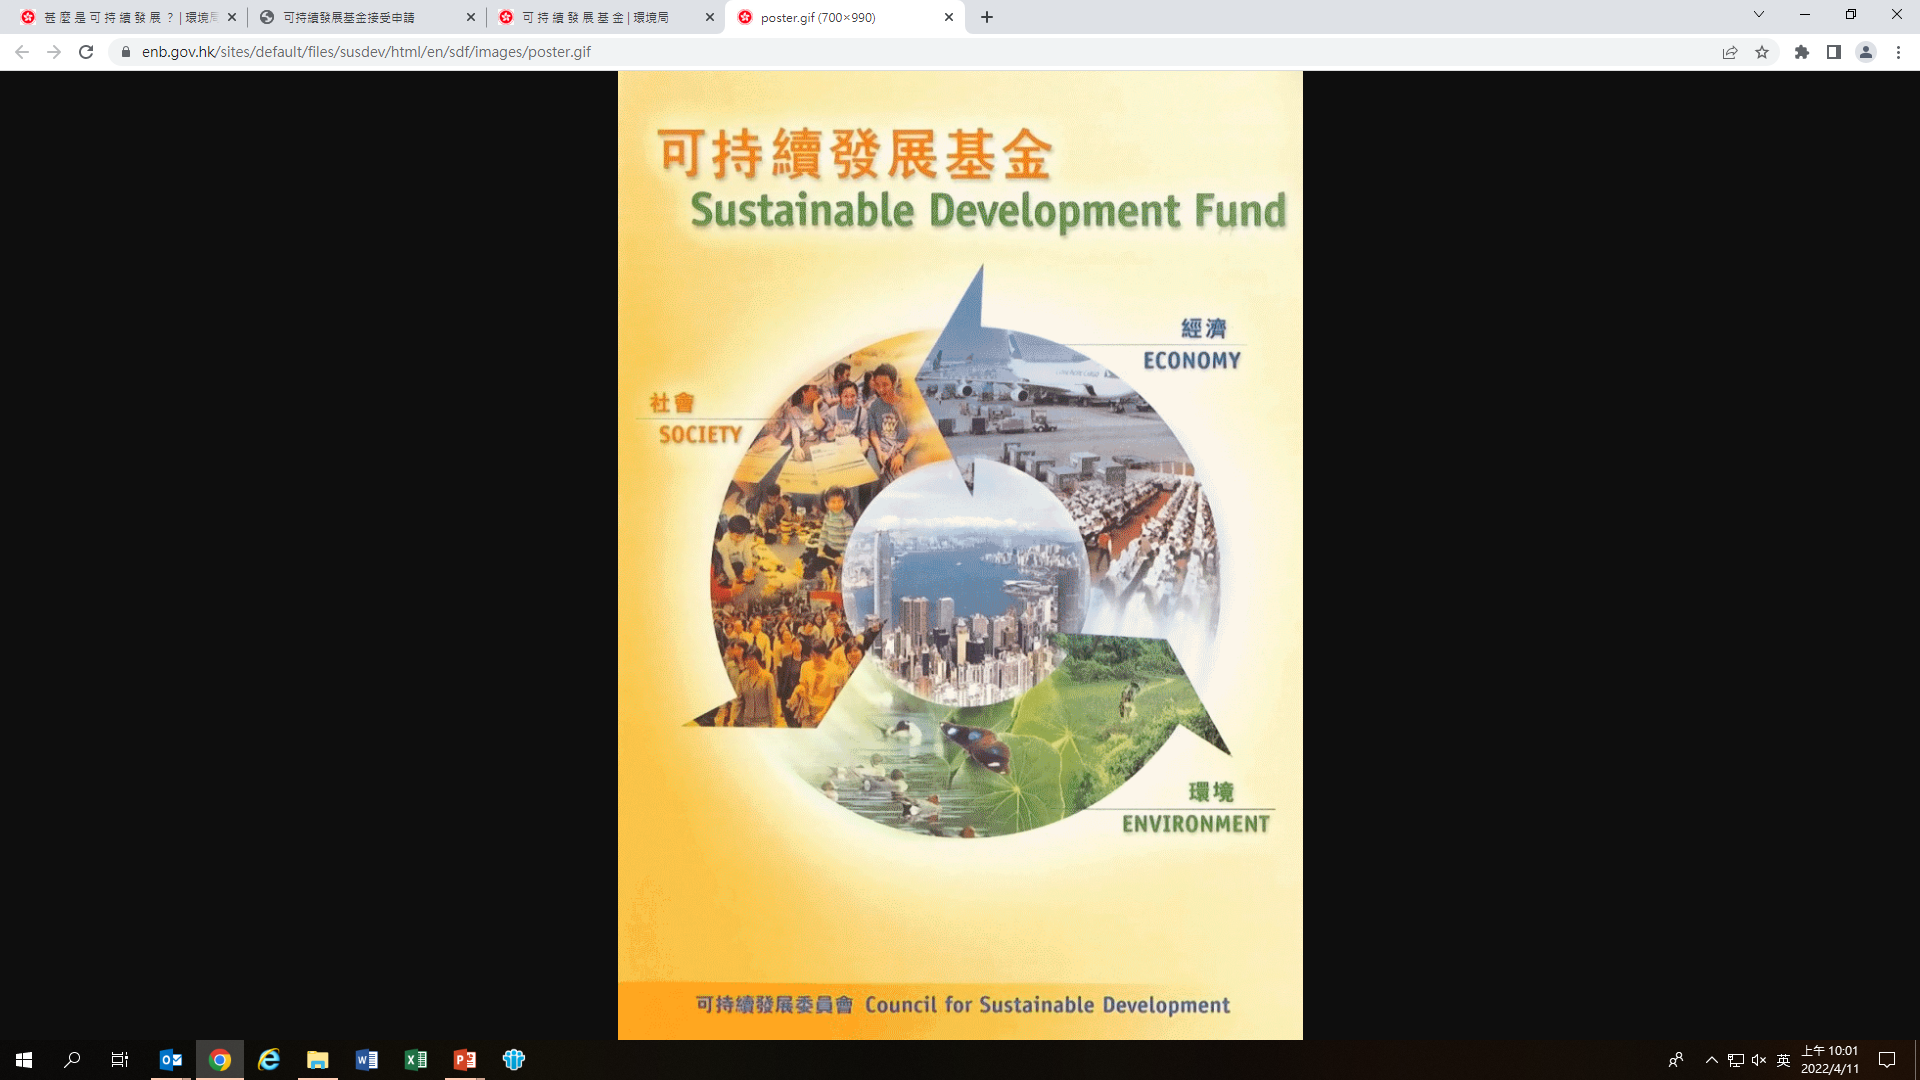 甚 麼 是 可 持 續 發 展 ? | 環境局
可持續發展基金接受申請
可 持 續 發 展 基 金 | 環境局
poster.gif (700×990)
enb.gov.hk/sites/default/files/susdev/html/en/sdf/images/poster.gif
可持續發展基金
Sustainable Development Fund
經濟
ECONOMY
社會
SOCIETY
環境
ENVIRONMENT
可持續發展委員會 Council for Sustainable Development
英
上午 10:01
2022/4/11